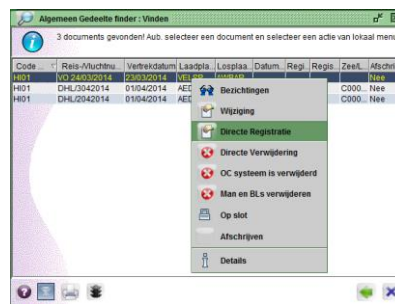 Algemeen Gedeelte finder : Vinden
3 documents gevonden! Aub. selecteer een document en selecteer een actie van lokaal menu
Code... Reis-/Vluchtnu... Vertrekdatum Laadpla... Losplaa... Datum... Regi... Regis... Zee/L... Afschri
HI01 VO 24/03/2014 23/03/2014 Nee
HI01 DHL/3042014 01/04/2014 AED C000... Nee
HI01 DHL/2042014 01/04/2014 AED C000... Nee
Bezichtingen
Wijziging
Directe Registratie
Directe Verwijdering
OC systeem is verwijderd
Man en BLs verwijderen
Op slot
Afschrijven
Details